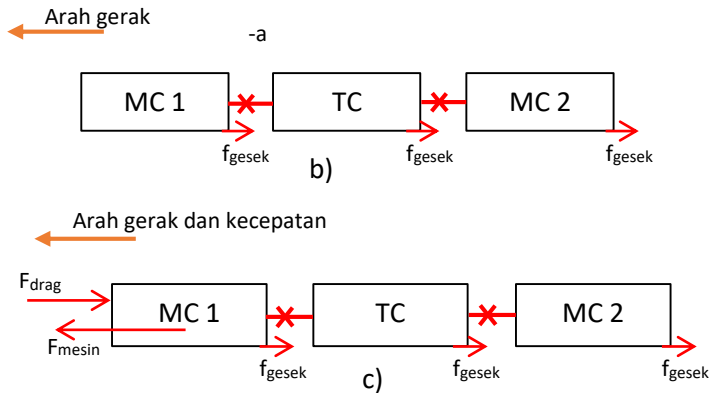 Arah gerak
-a
MC 1
TC
MC 2
fgesek
fgesek
fgesek
b)
Arah gerak dan kecepatan
Fdrag
MC 1
TC
MC 2
Fmesin
fgesek
fgesek
fgesek
c)